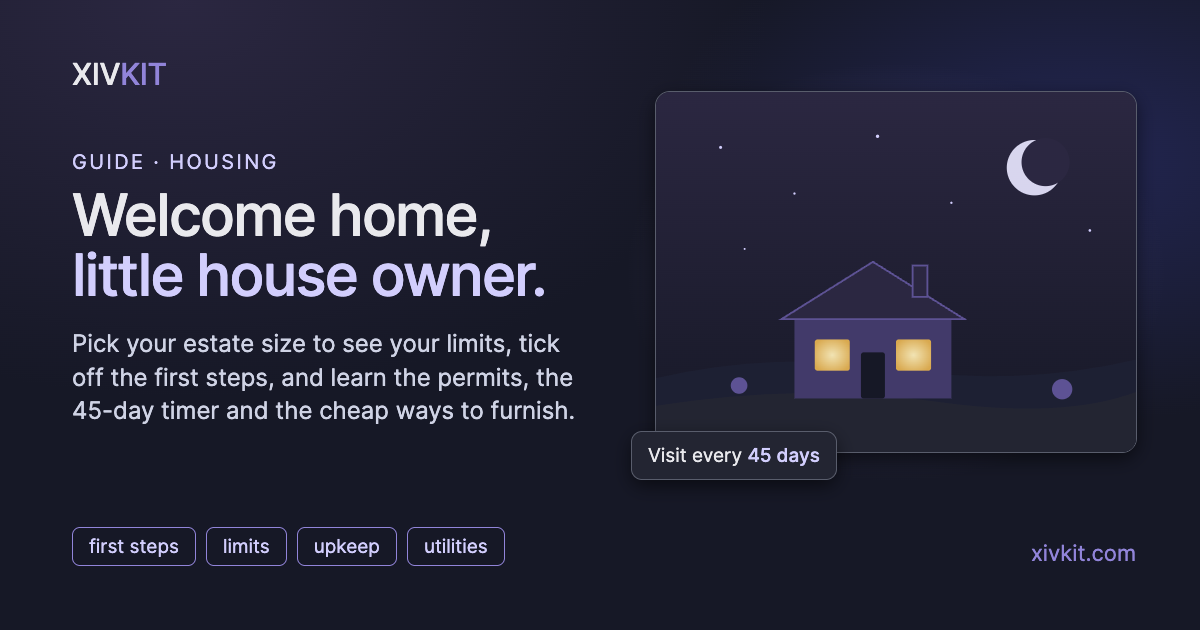 XIVKIT
GUIDE · HOUSING
Welcome home,
little house owner.
Pick your estate size to see your limits, tick
off the first steps, and learn the permits, the
45-day timer and the cheap ways to furnish.
Visit every 45 days
first steps
limits
upkeep
utilities
xivkit.com